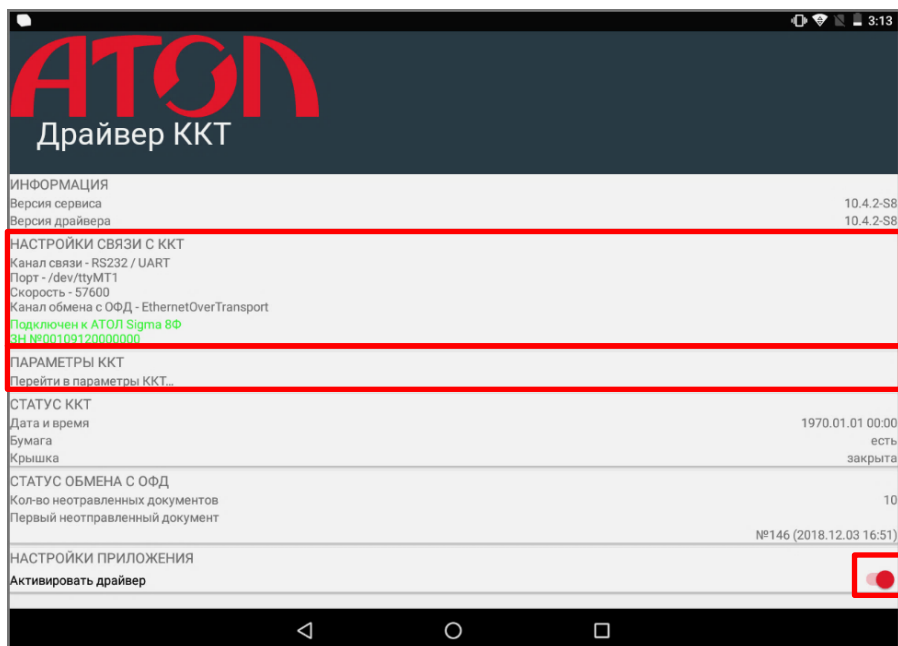 3:13
АТОЛ
Драйвер ККТ
ИНФОРМАЦИЯ
Версия сервиса 10.4.2-S8
Версия драйвера 10.4.2-S8
НАСТРОЙКИ СВЯЗИ С ККТ
Канал связи - RS232 / UART
Порт - /dev/ttyMT1
Скорость - 57600
Канал обмена с ОФД - EthernetOverTransport
Подключен к АТОЛ Sigma 8Ф
ЗН №00109120000000
ПАРАМЕТРЫ ККТ
Перейти в параметры ККТ...
СТАТУС ККТ
Дата и время 1970.01.01 00:00
Бумага есть
Крышка закрыта
СТАТУС ОБМЕНА С ОФД
Кол-во неотравленных документов 10
Первый неотправленный документ
№146 (2018.12.03 16:51)
НАСТРОЙКИ ПРИЛОЖЕНИЯ
Активировать драйвер